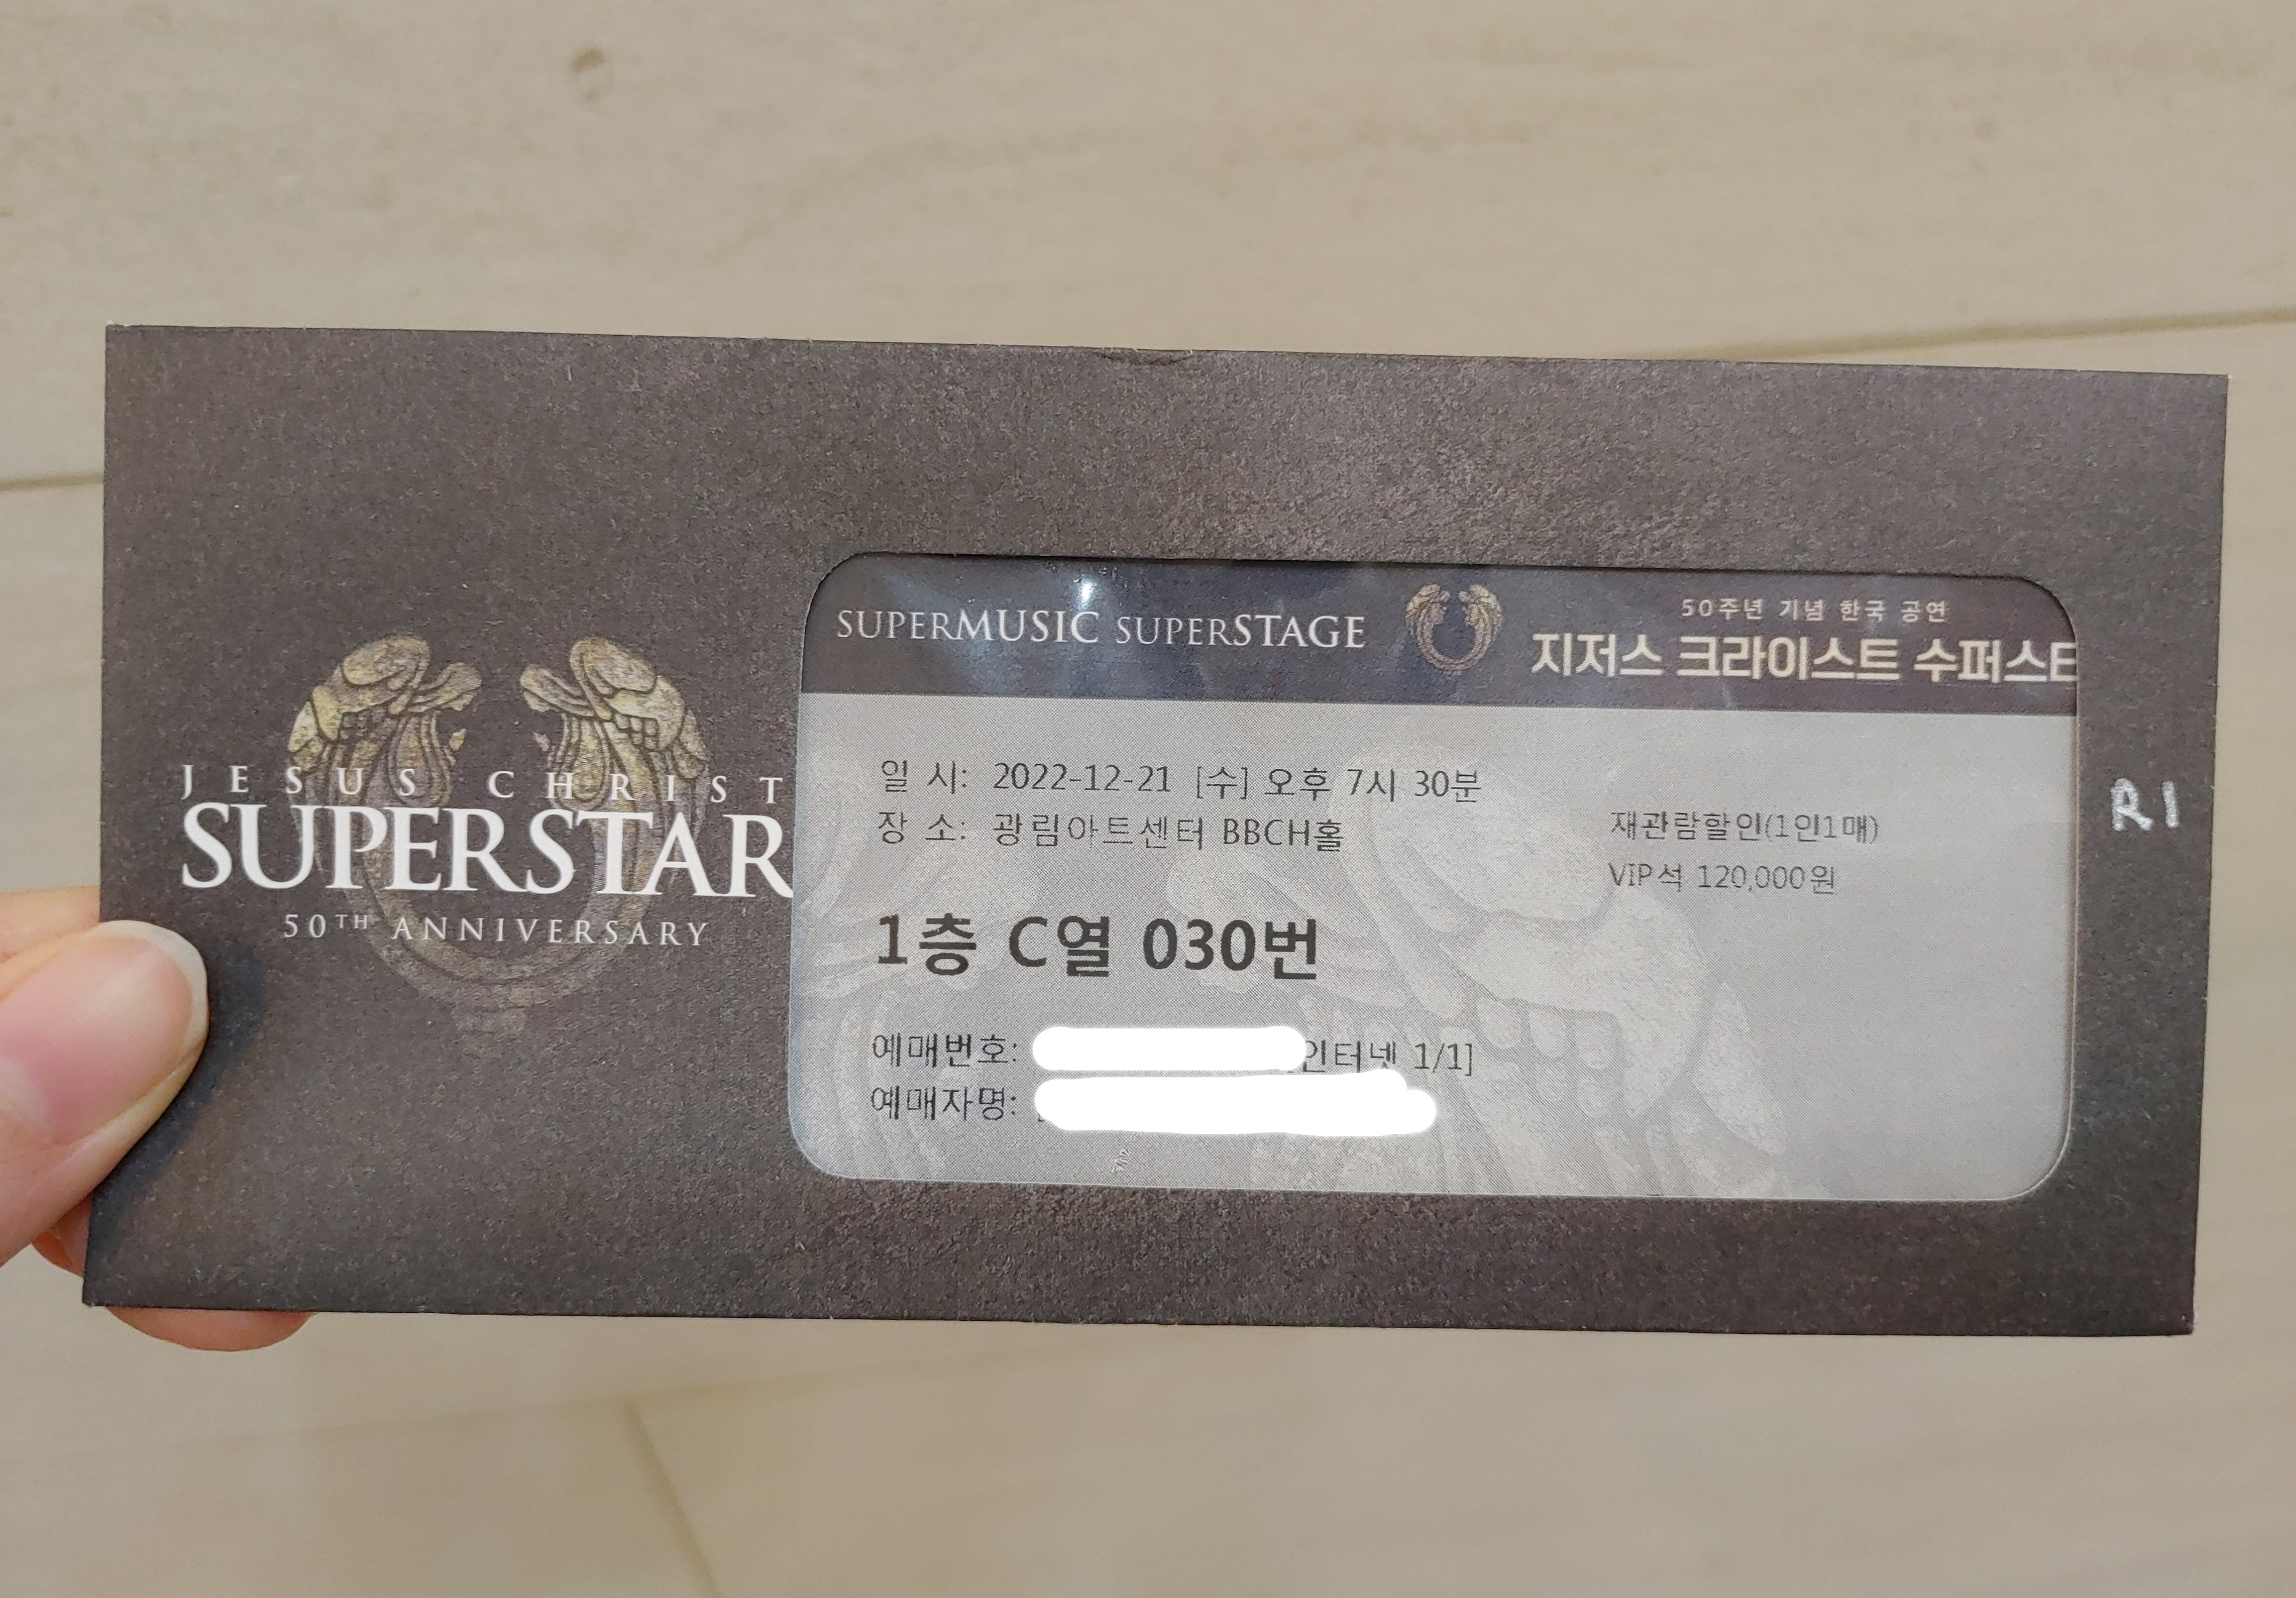 JESUS CHRIST
SUPERSTAR
50TH ANNIVERSARY
SUPERMUSIC SUPERSTAGE
50주년 기념 한국 공연
지저스 크라이스트 수퍼스
일 시: 2022-12-21 [수] 오후 7시 30분
장 소: 광림아트센터 BBCH홀
재관람할인(1인1매)
VIP석 120,000원
1층 C열 030번
예매번호: 인터넷 1/1]
예매자명:
R1